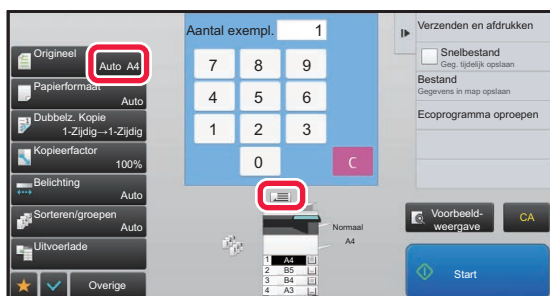 Origineel
Auto A4
Papierformaat
Auto
Dubbelz. Kopie
1-Zijdig→1-Zijdig
Kopieerfactor
100%
Belichting
Auto
Sorteren/groepen
Auto
Uitvoerlade
Overige
Aantal exempl. 1
7 8 9
4 5 6
1 2 3
0 C
Normaal
A4
1 A4
2 B5
3 B4
4 A3
Verzenden en afdrukken
Snelbestand
Geg. tijdelijk opslaan
Bestand
Gegevens in map opslaan
Ecoprogramma oproepen
Voorbeeld-
weergave
CA
Start